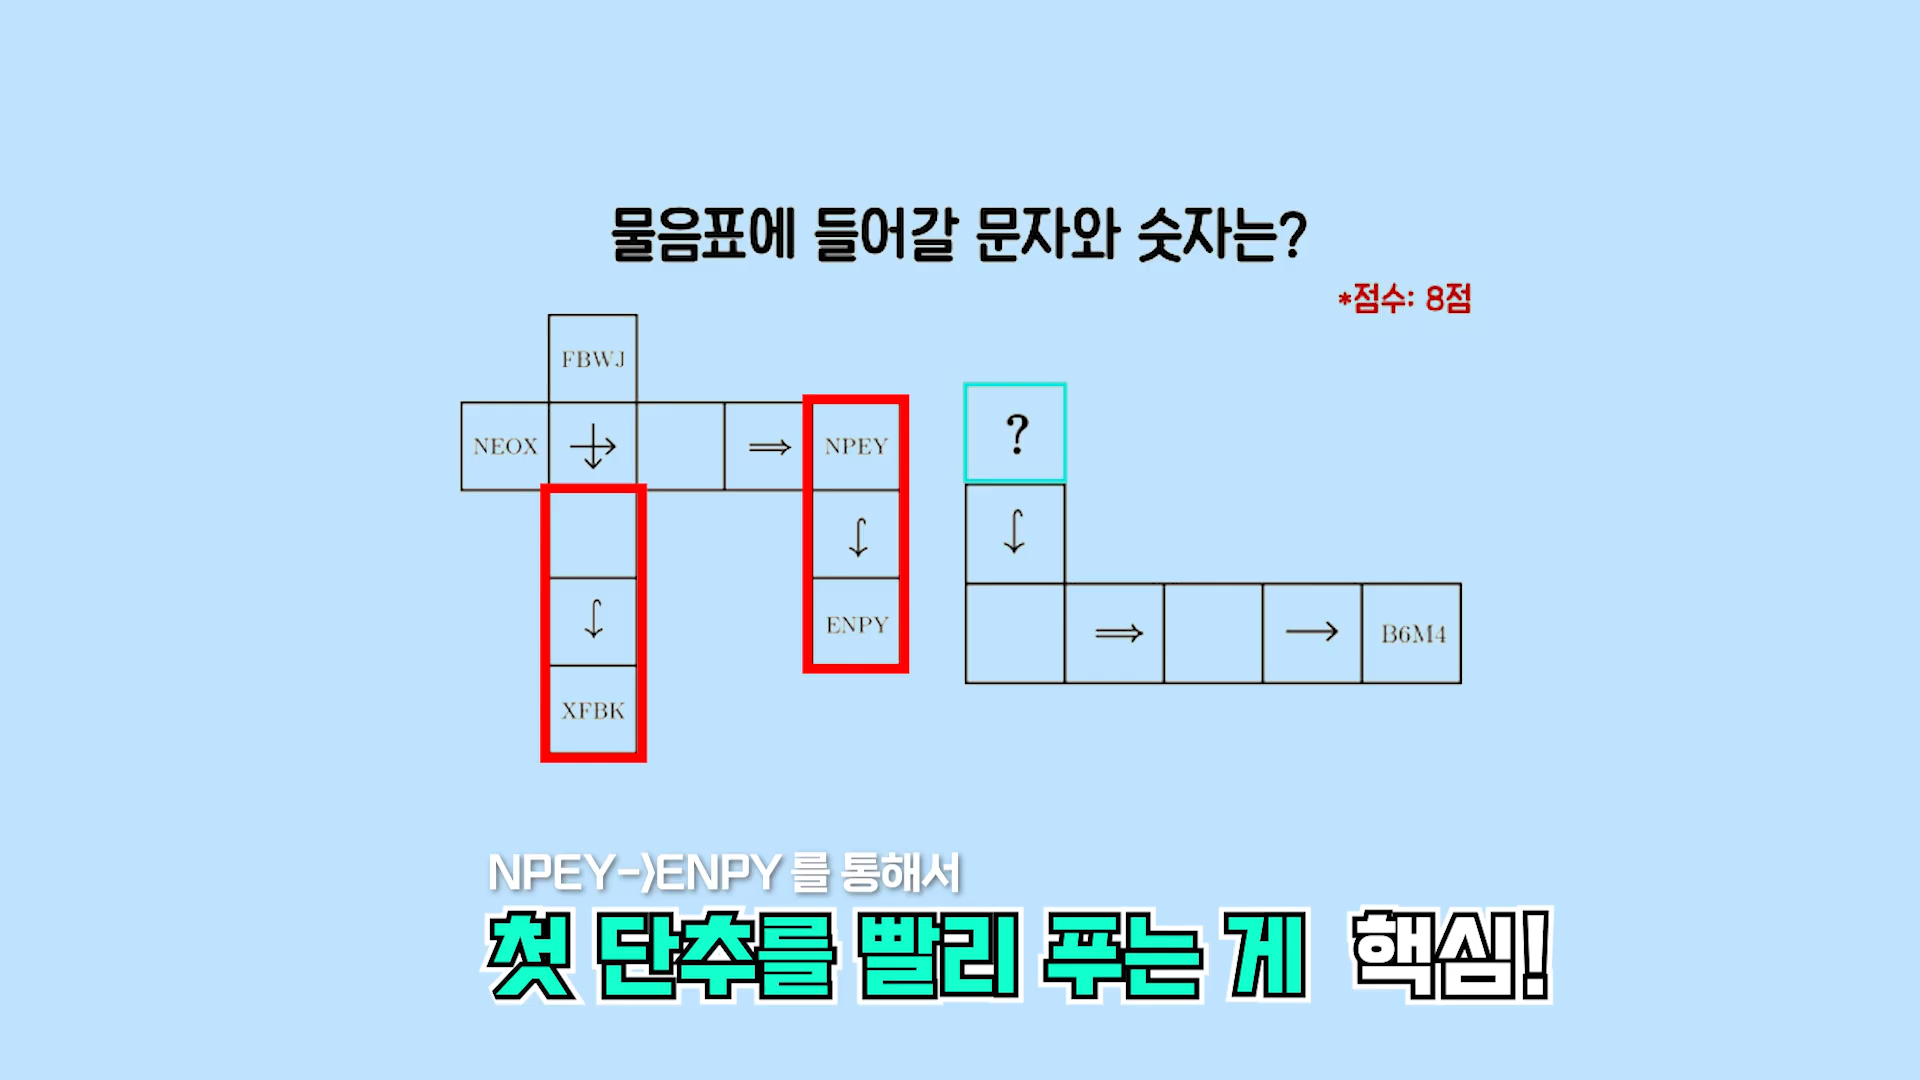 물음표에 들어갈 문자와 숫자는?
*점수: 8점
FBWJ
NEOX
NPEY
ENPY
XFBK
?
B6M4
NPEY->ENPY 를 통해서
첫 단추를 빨리 푸는 게 핵심!